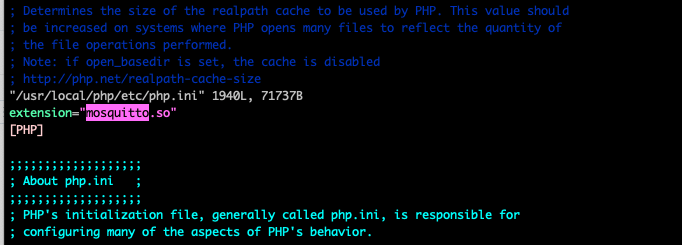 ; Determines the size of the realpath cache to be used by PHP. This value should
; be increased on systems where PHP opens many files to reflect the quantity of
; the file operations performed.
; Note: if open_basedir is set, the cache is disabled
; http://php.net/realpath-cache-size
"/usr/local/php/etc/php.ini" 1940L, 71737B
extension="mosquitto.so"
[PHP]
;;;;;;;;;;;;;;;;;;;
; About php.ini   ;
;;;;;;;;;;;;;;;;;;;
; PHP's initialization file, generally called php.ini, is responsible for
; configuring many of the aspects of PHP's behavior.